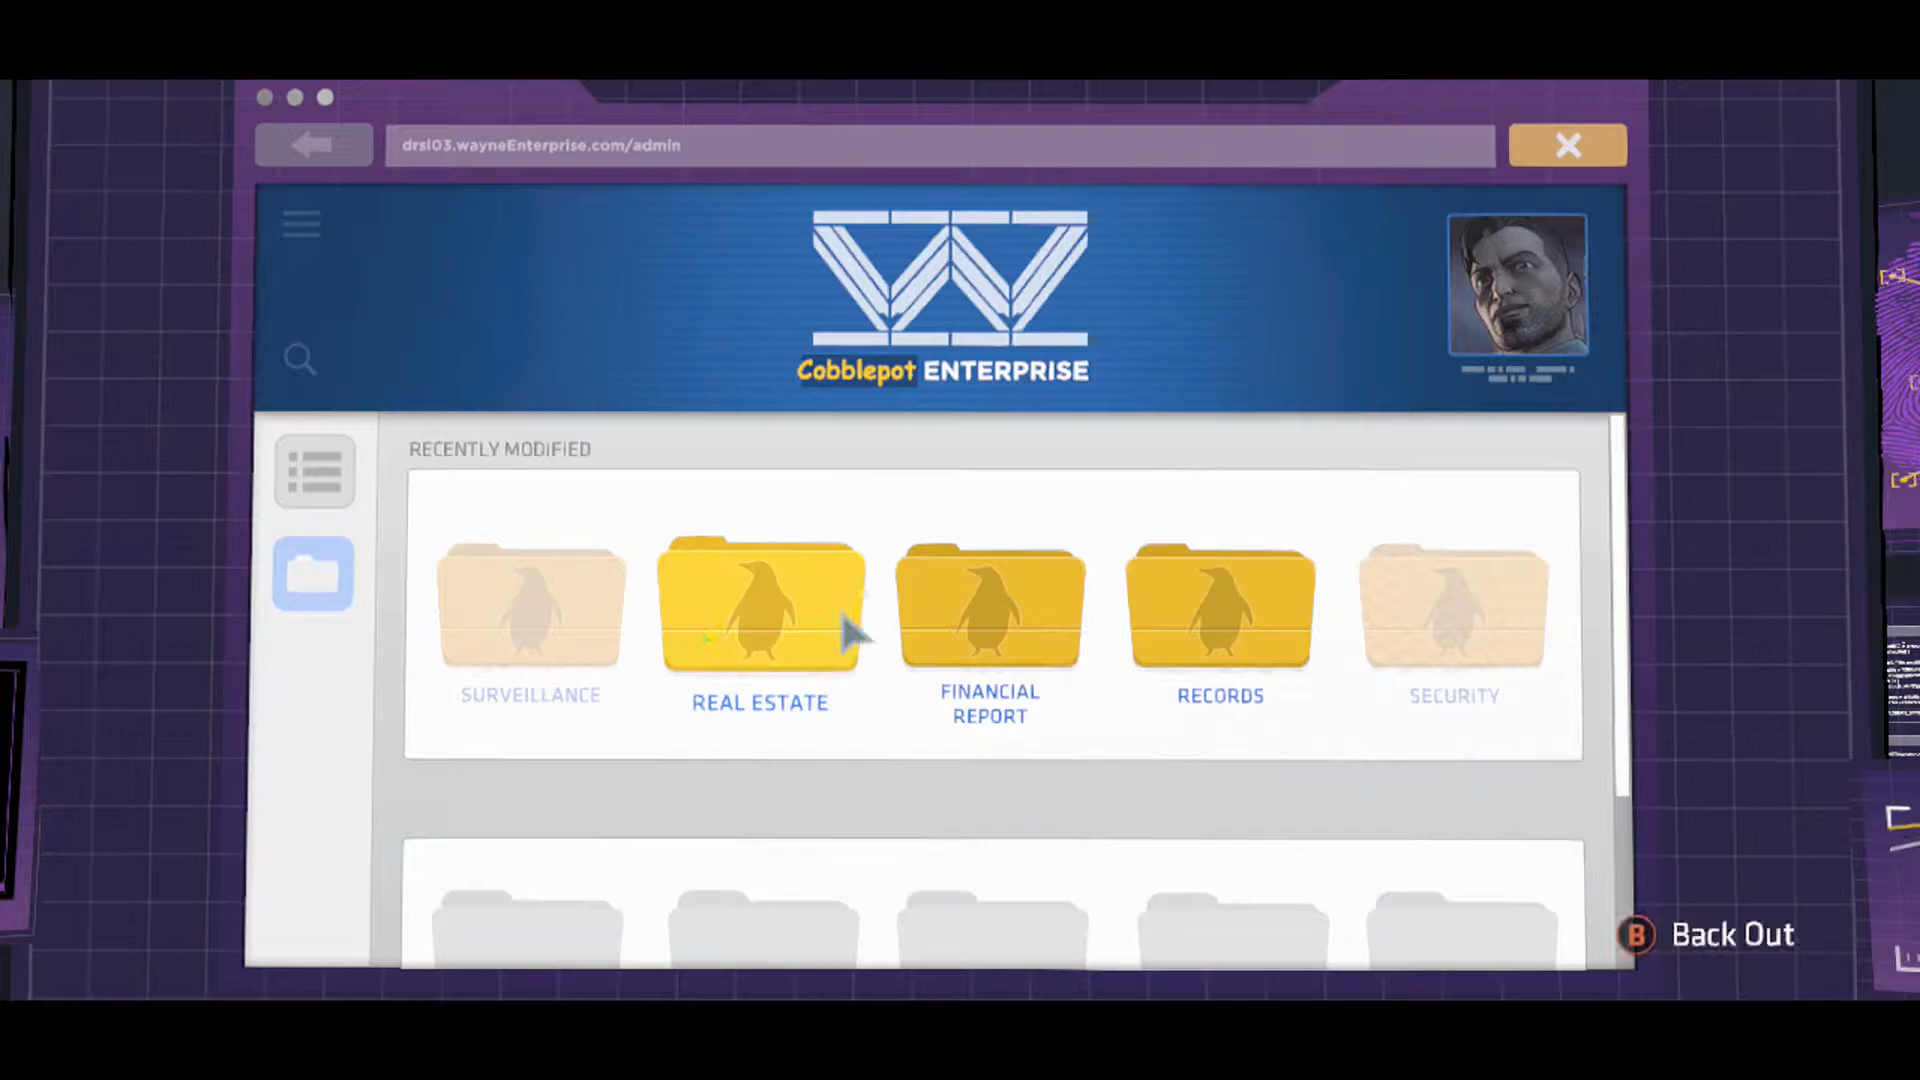 drsl03.wayneEnterprise.com/admin
Cobblepot ENTERPRISE
RECENTLY MODIFIED
SURVEILLANCE
REAL ESTATE
FINANCIAL
REPORT
RECORDS
SECURITY
B Back Out